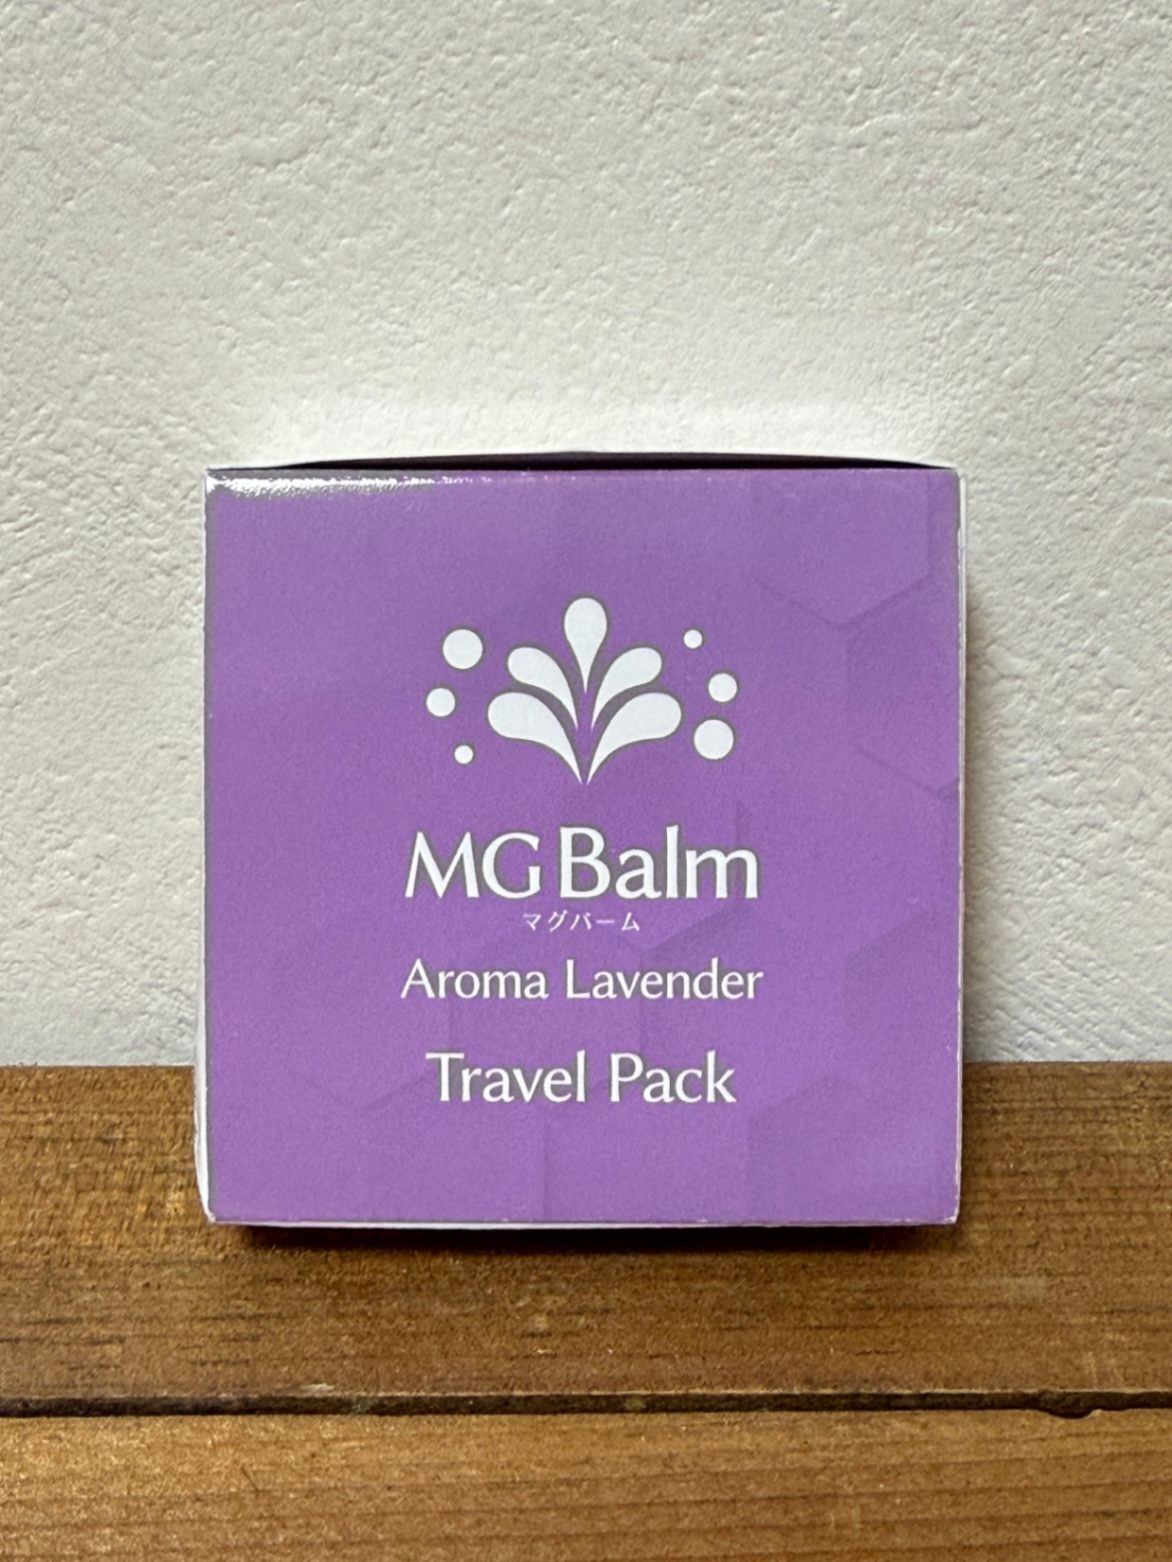 MG Balm
マグバーム
Aroma Lavender
Travel Pack